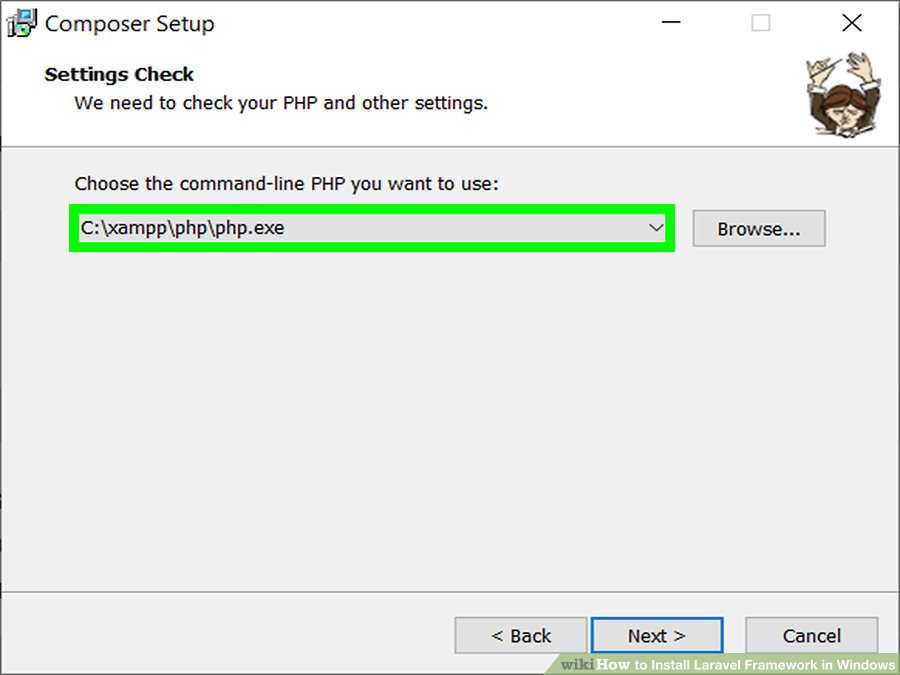 Composer Setup
Settings Check
We need to check your PHP and other settings.
Choose the command-line PHP you want to use:
C:\xampp\php\php.exe
Browse...
< Back
Next >
Cancel
wikiHow to Install Laravel Framework in Windows